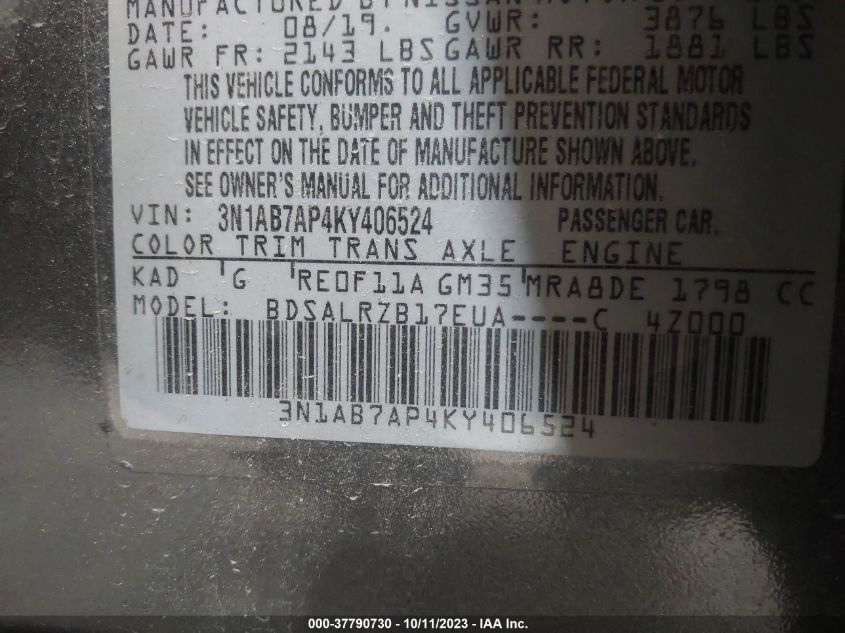 MANUFACTURED BY NISSAN
DATE: 08/19. GVWR: 3876 LBS
GAWR FR: 2143 LBS GAWR RR: 1881 LBS
THIS VEHICLE CONFORMS TO ALL APPLICABLE FEDERAL MOTOR
VEHICLE SAFETY, BUMPER AND THEFT PREVENTION STANDARDS
IN EFFECT ON THE DATE OF MANUFACTURE SHOWN ABOVE.
SEE OWNER'S MANUAL FOR ADDITIONAL INFORMATION.
VIN: 3N1AB7AP4KY406524 PASSENGER CAR.
COLOR TRIM TRANS AXLE ENGINE
KAD G RE0F11A GM35 MRA8DE 1798 CC
MODEL: BDSALRZB17EUA----C 4Z000
3N1AB7AP4KY406524
000-37790730 - 10/11/2023 - IAA Inc.